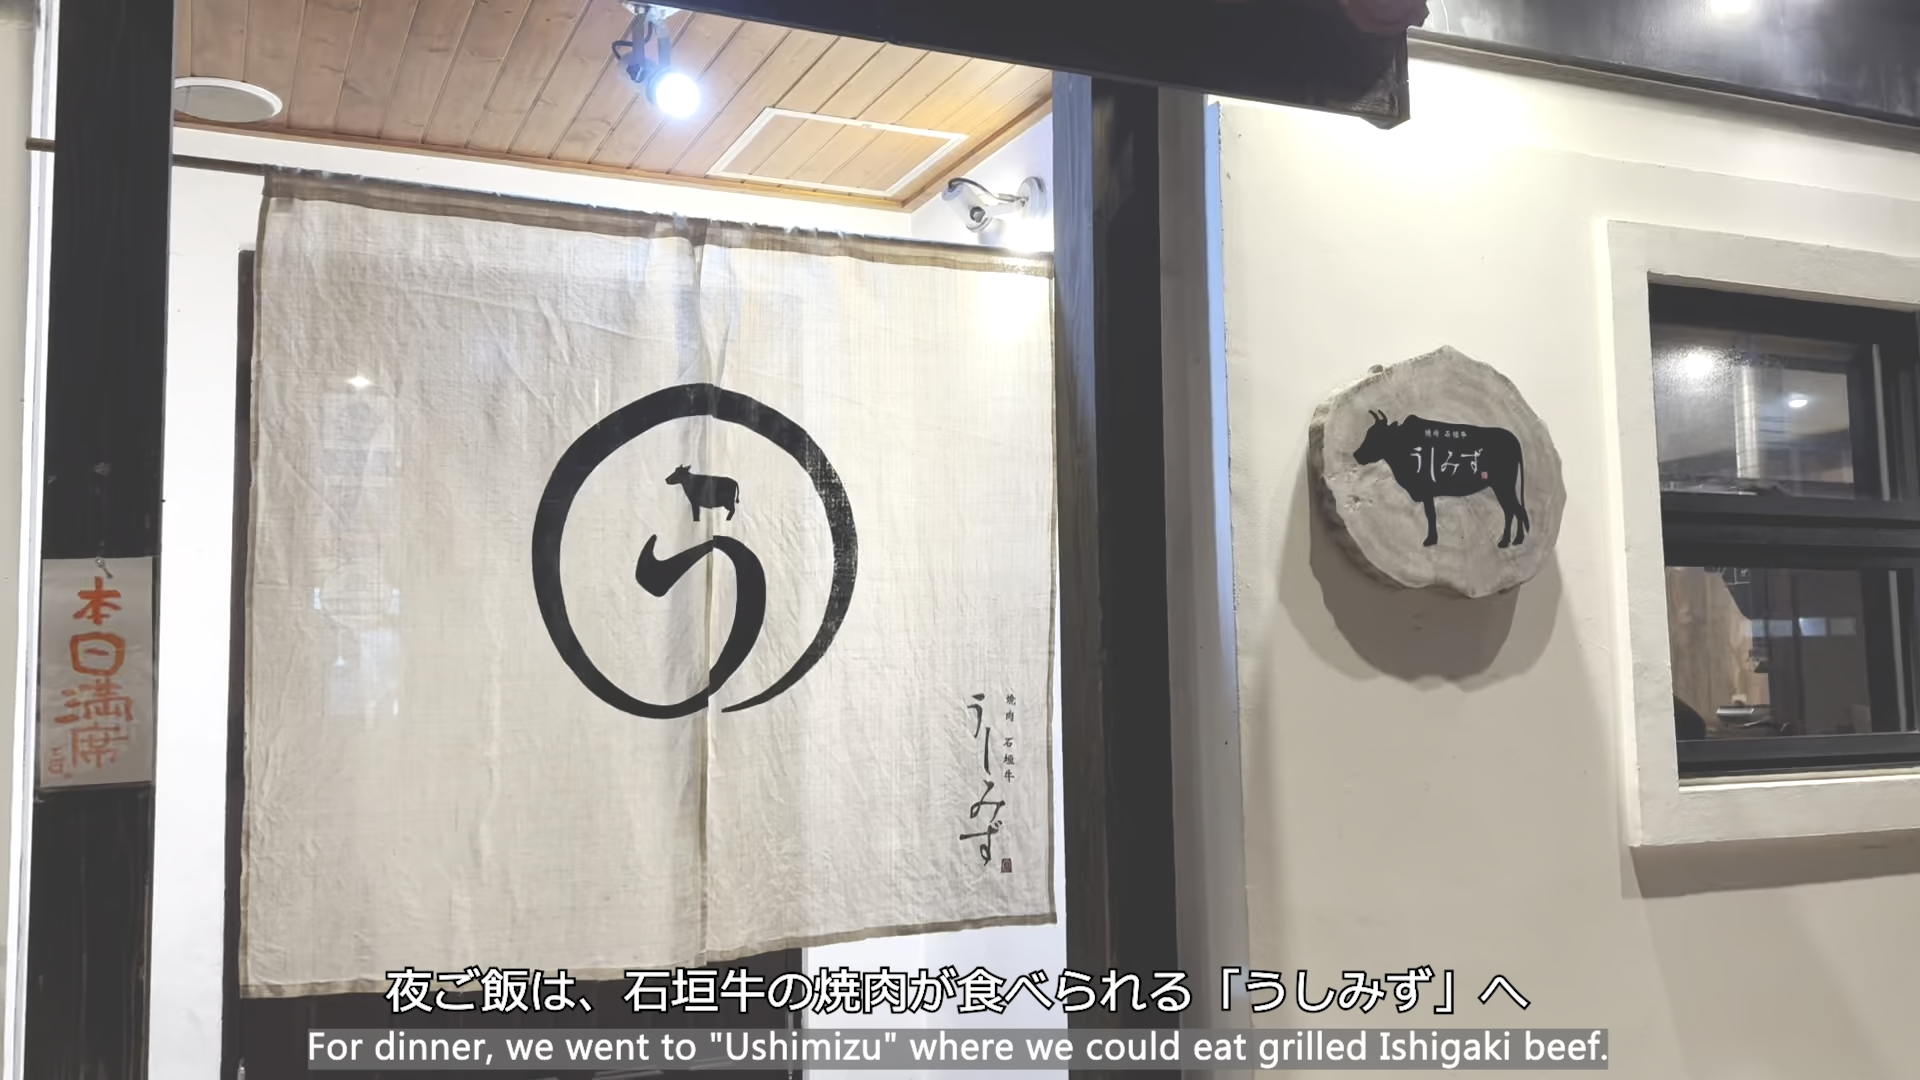 本日満席
う
焼肉 石垣牛
うしみず
焼肉 石垣牛
うしみず
夜ご飯は、石垣牛の焼肉が食べられる「うしみず」へ
For dinner, we went to "Ushimizu" where we could eat grilled Ishigaki beef.